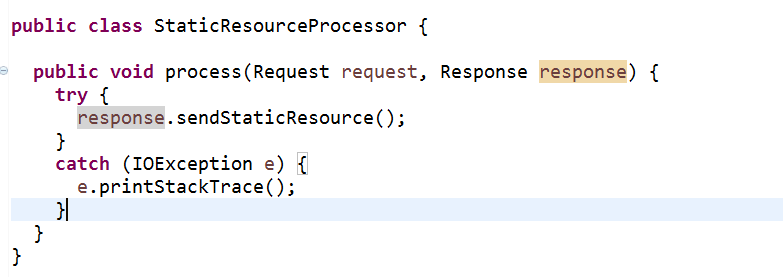 public class StaticResourceProcessor {
public void process(Request request, Response response) {
try {
response.sendStaticResource();
}
catch (IOException e) {
e.printStackTrace();
}
}
}